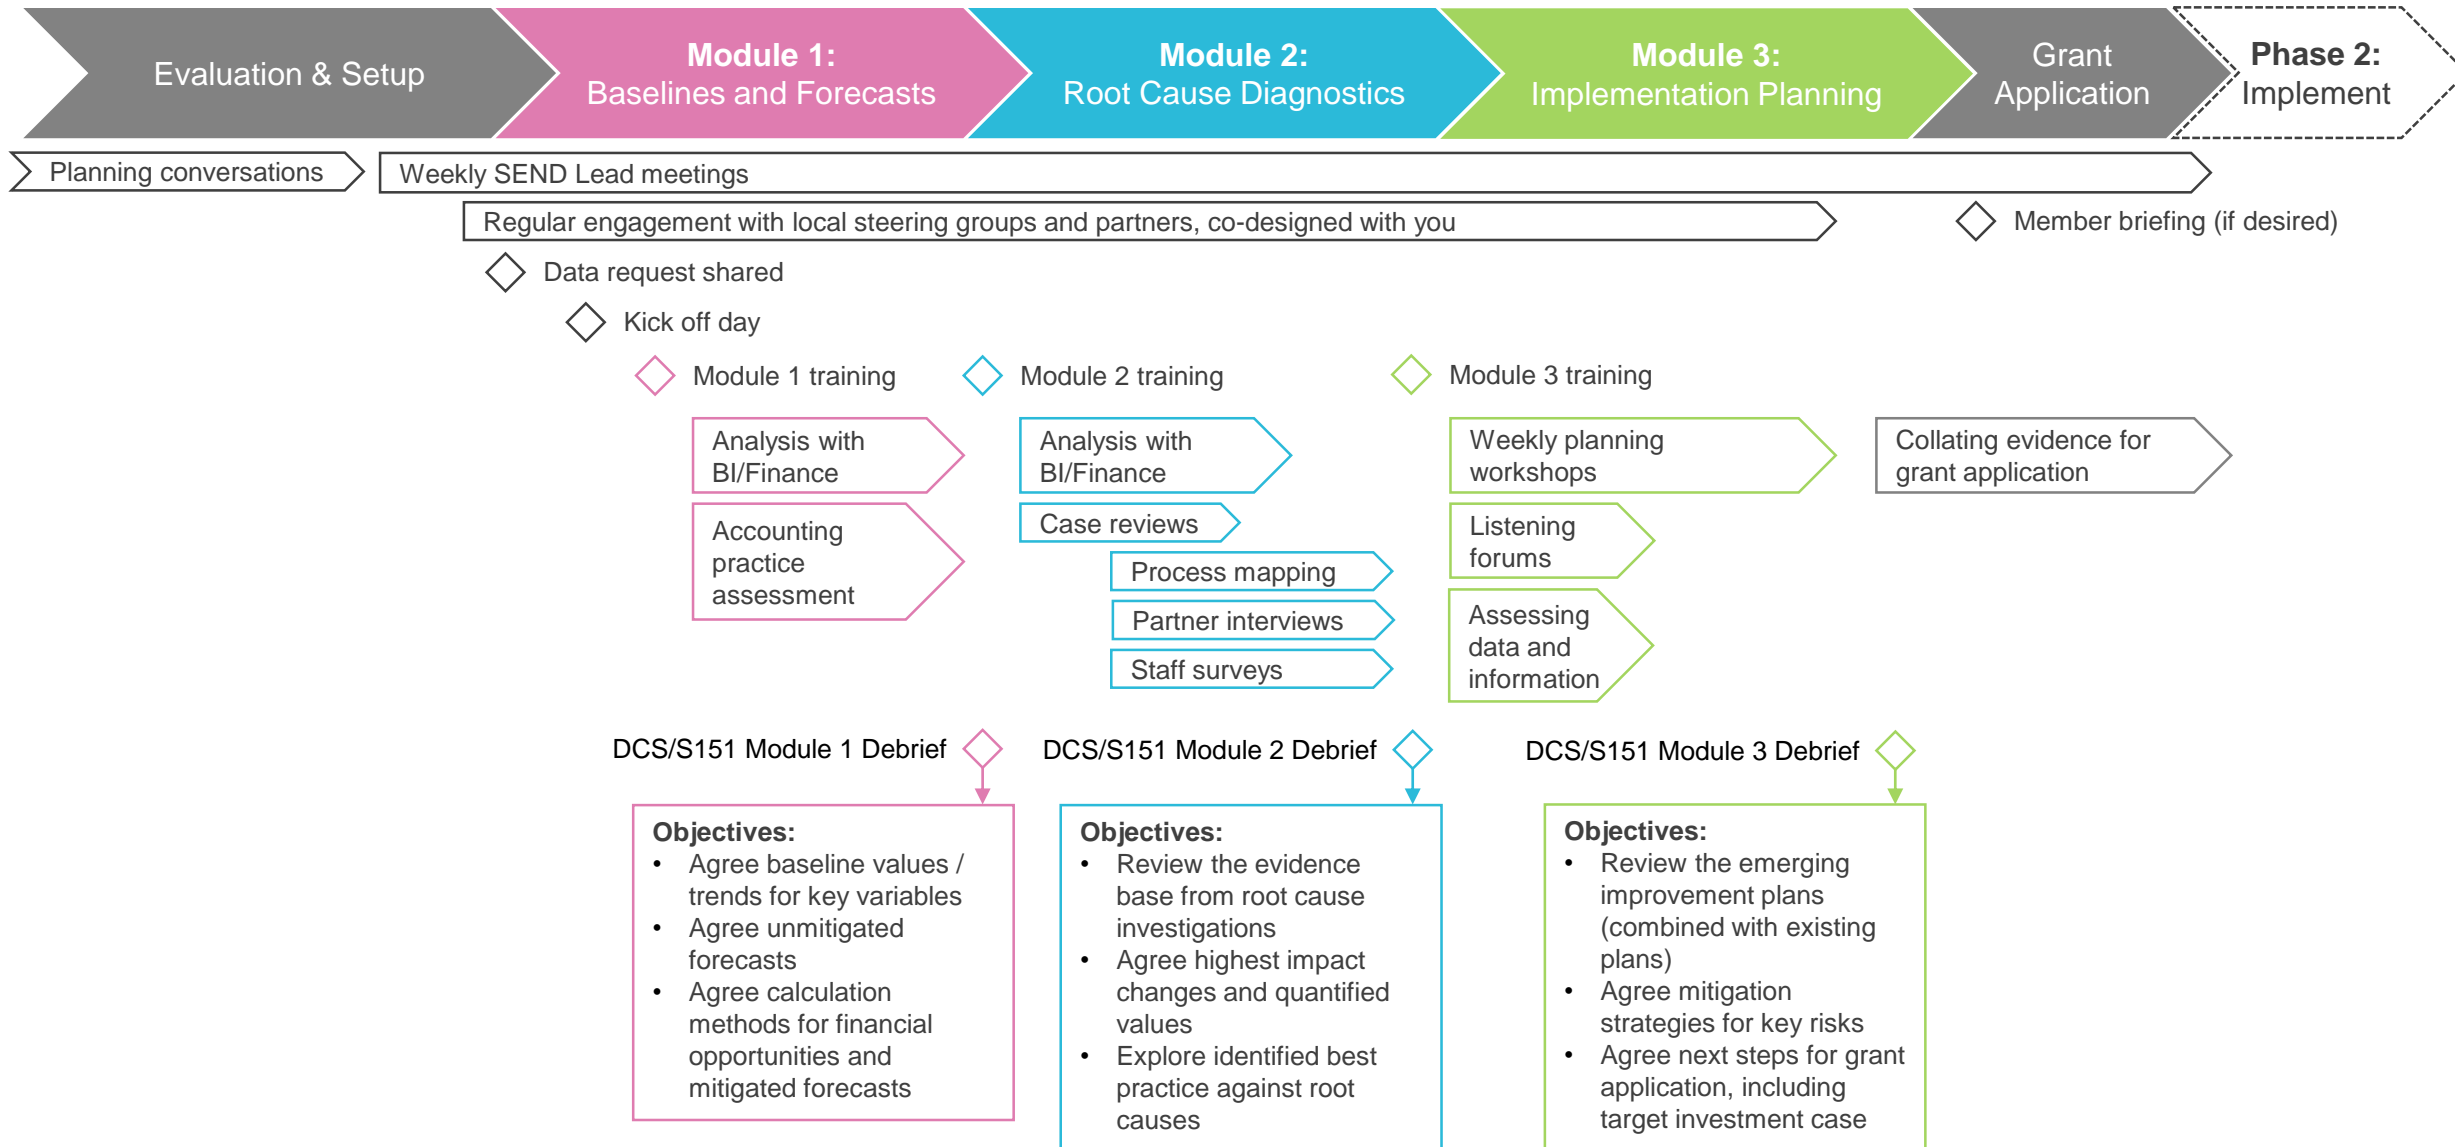 Evaluation & Setup
Module 1:
Baselines and Forecasts
Module 2:
Root Cause Diagnostics
Module 3:
Implementation Planning
Grant
Application
Phase 2:
Implement
Planning conversations
Weekly SEND Lead meetings
Regular engagement with local steering groups and partners, co-designed with you
Member briefing (if desired)
Data request shared
Kick off day
Module 1 training
Module 2 training
Module 3 training
Analysis with
BI/Finance
Accounting
practice
assessment
Analysis with
BI/Finance
Case reviews
Process mapping
Partner interviews
Staff surveys
Weekly planning
workshops
Listening
forums
Assessing
data and
information
Collating evidence for
grant application
DCS/S151 Module 1 Debrief
DCS/S151 Module 2 Debrief
DCS/S151 Module 3 Debrief
Objectives:
• Agree baseline values /
trends for key variables
• Agree unmitigated
forecasts
• Agree calculation
methods for financial
opportunities and
mitigated forecasts
Objectives:
• Review the evidence
base from root cause
investigations
• Agree highest impact
changes and quantified
values
• Explore identified best
practice against root
causes
Objectives:
• Review the emerging
improvement plans
(combined with existing
plans)
• Agree mitigation
strategies for key risks
• Agree next steps for grant
application, including
target investment case